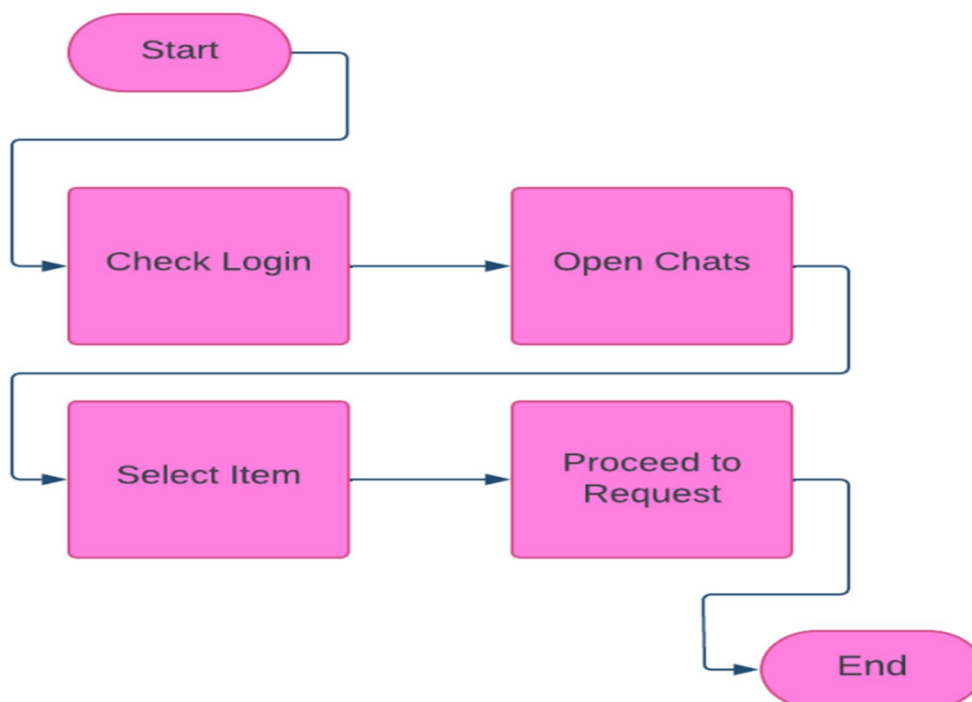 Start
Check Login
Open Chats
Select Item
Proceed to
Request
End